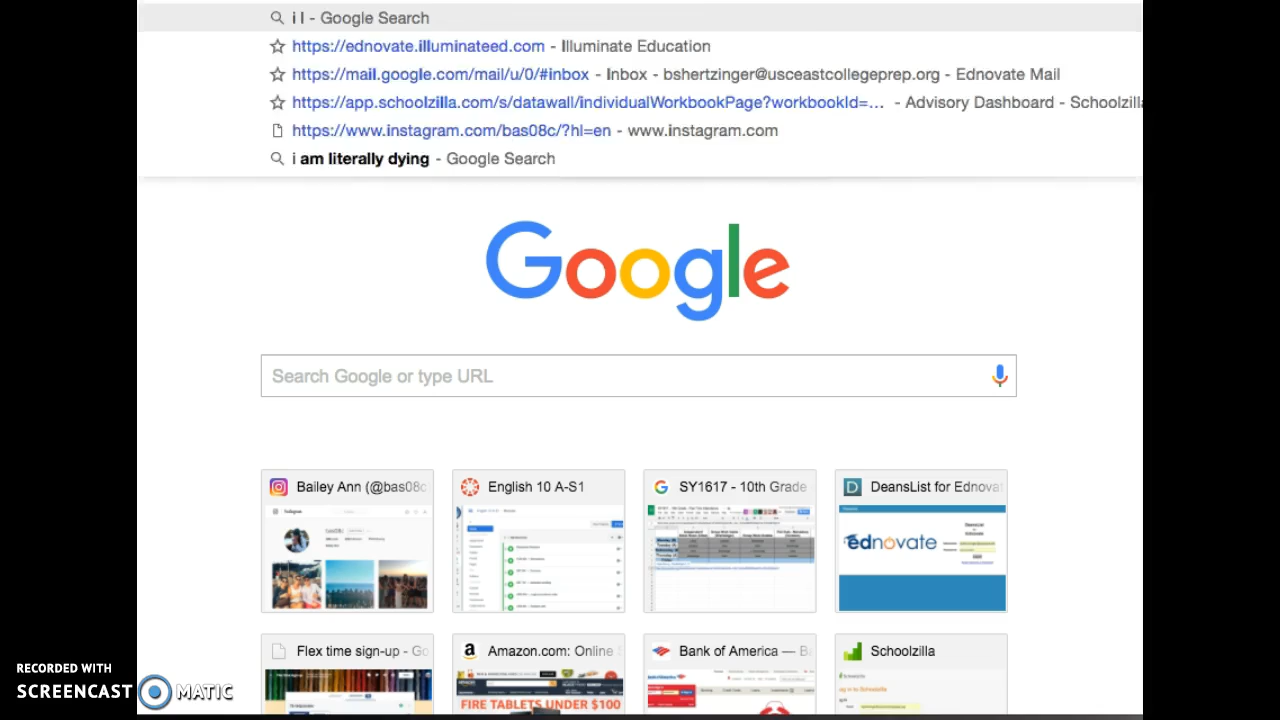 i l - Google Search
https://ednovate.illuminateed.com - Illuminate Education
https://mail.google.com/mail/u/0/#inbox - Inbox - bshertzinger@usceastcollegeprep.org - Ednovate Mail
https://app.schoolzilla.com/s/datawall/individualWorkbookPage?workbookId=... - Advisory Dashboard - Schoolzilla
https://www.instagram.com/bas08c/?hl=en - www.instagram.com
i am literally dying - Google Search
Google
Search Google or type URL
Bailey Ann (@bas08c
English 10 A-S1
SY1617 - 10th Grade
DeansList for Ednovat
ednovate
Flex time sign-up - Go
Amazon.com: Online S
Bank of America — Ba
Schoolzilla
FIRE TABLETS UNDER $100
RECORDED WITH
SCREENCAST MATIC